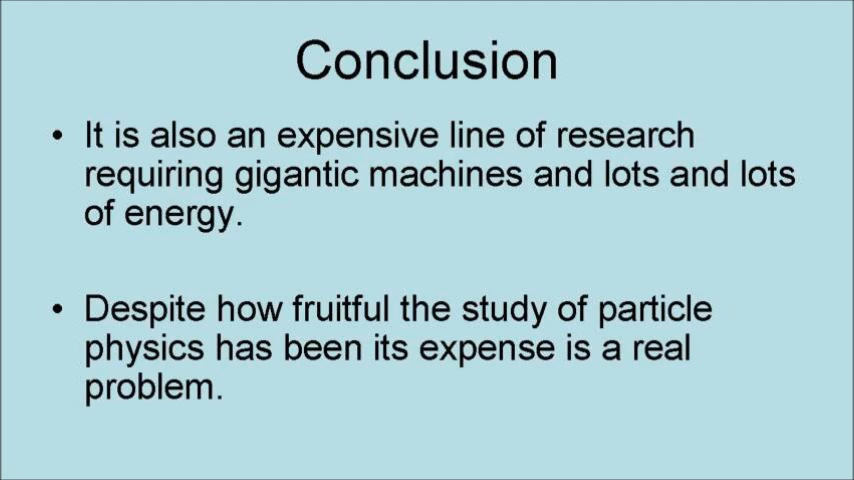 Conclusion
• It is also an expensive line of research
requiring gigantic machines and lots and lots
of energy.
• Despite how fruitful the study of particle
physics has been its expense is a real
problem.